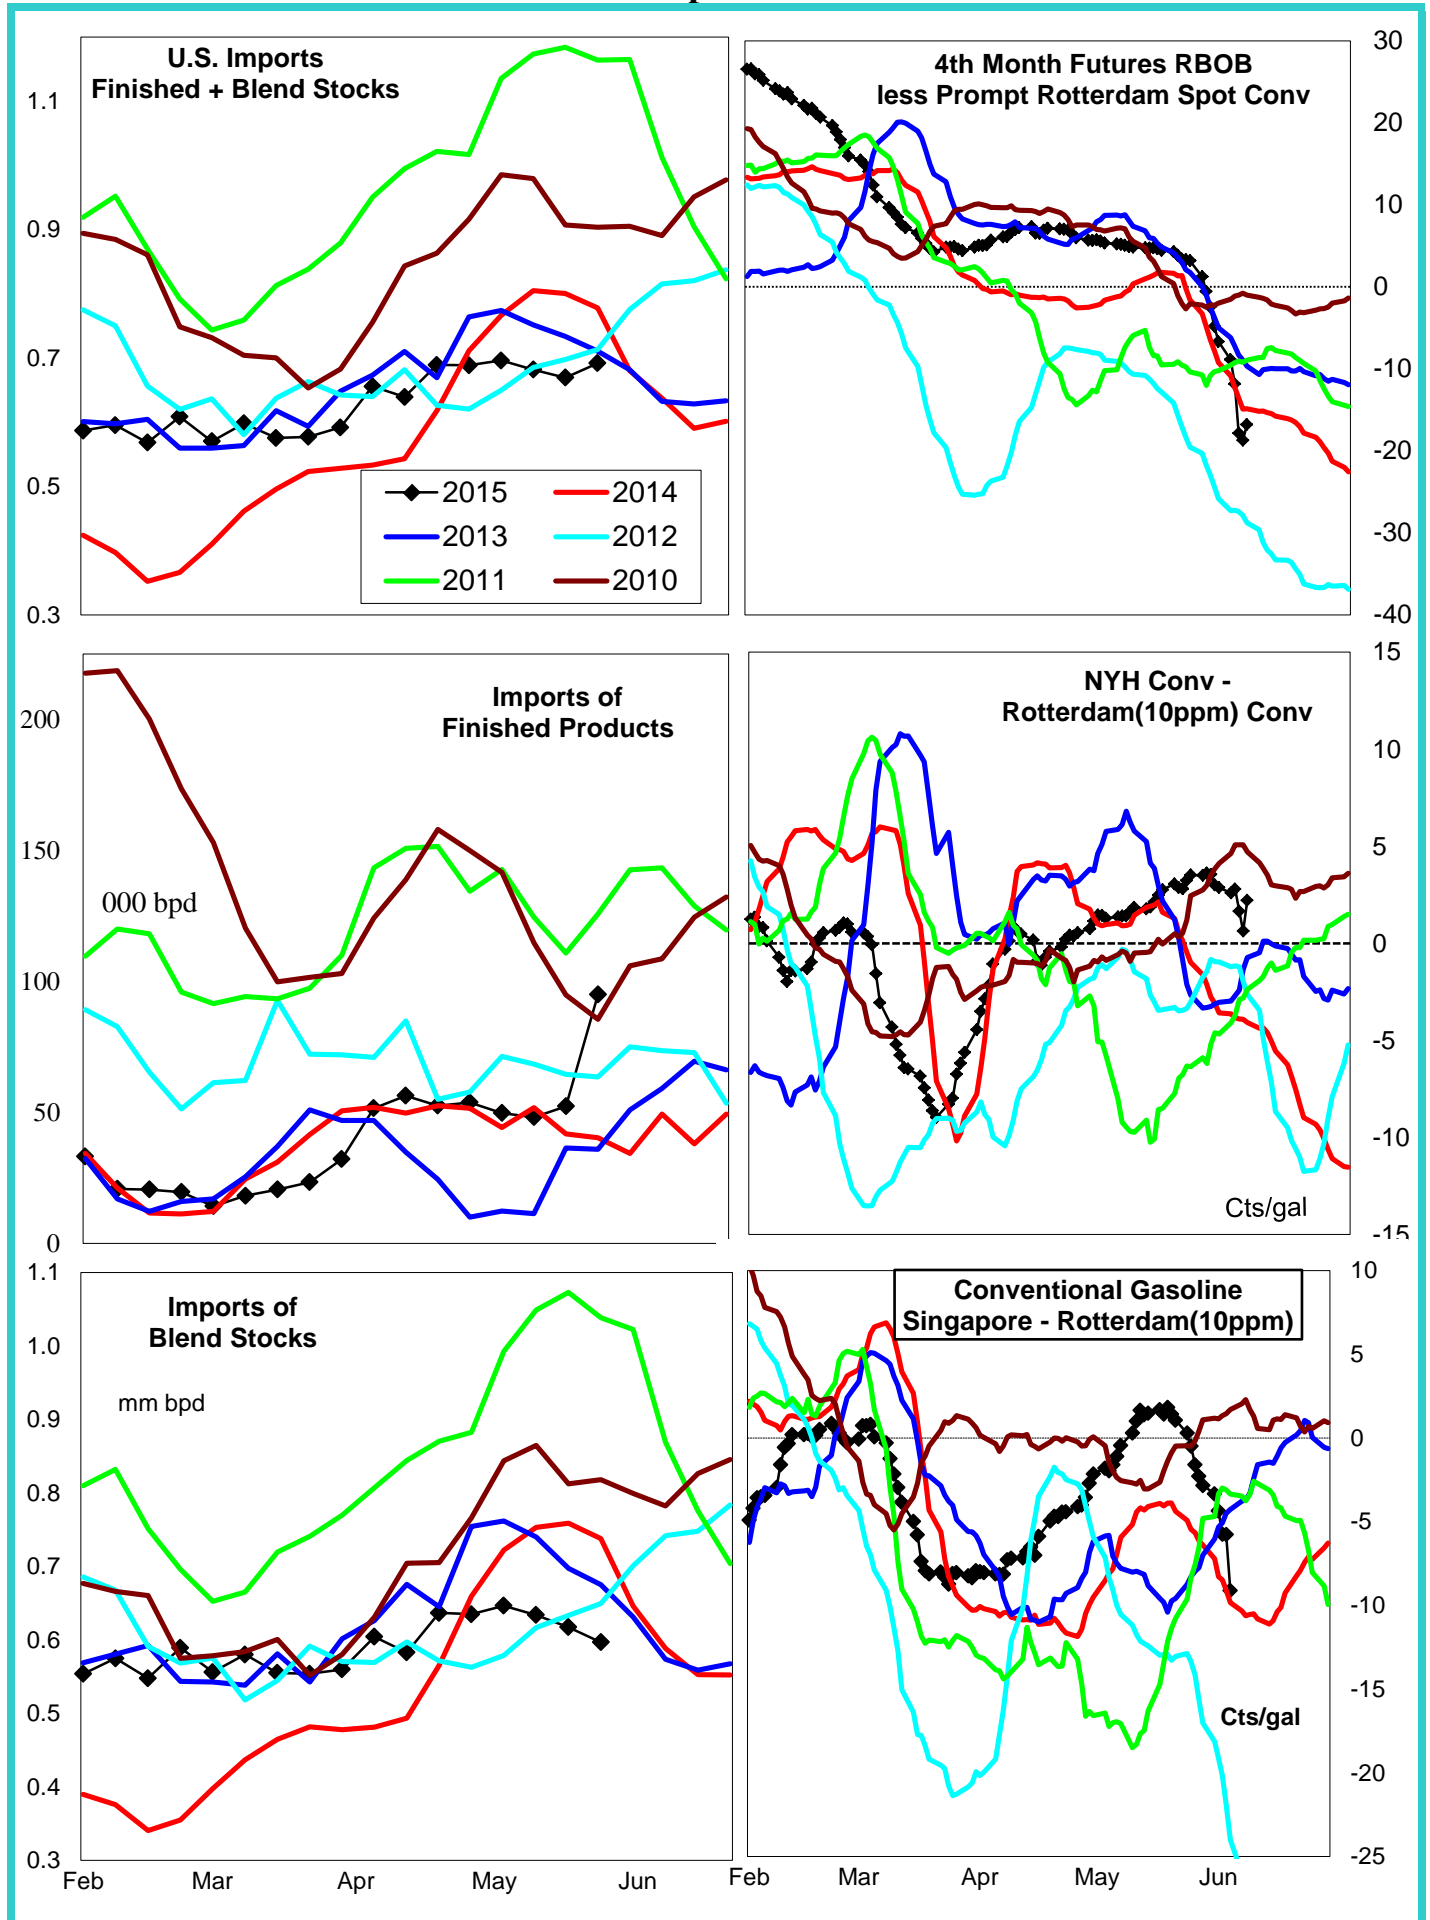 U.S. Imports
Finished + Blend Stocks
1.1
0.9
0.7
0.5
0.3
2015
2014
2013
2012
2011
2010
4th Month Futures RBOB
less Prompt Rotterdam Spot Conv
30
20
10
0
-10
-20
-30
-40
Imports of
Finished Products
000 bpd
200
150
100
50
0
NYH Conv -
Rotterdam(10ppm) Conv
15
10
5
0
-5
-10
-15
Cts/gal
Imports of
Blend Stocks
mm bpd
1.1
1.0
0.9
0.8
0.7
0.6
0.5
0.4
0.3
Feb Mar Apr May Jun
Conventional Gasoline
Singapore - Rotterdam(10ppm)
10
5
0
-5
-10
-15
-20
-25
Cts/gal
Feb Mar Apr May Jun